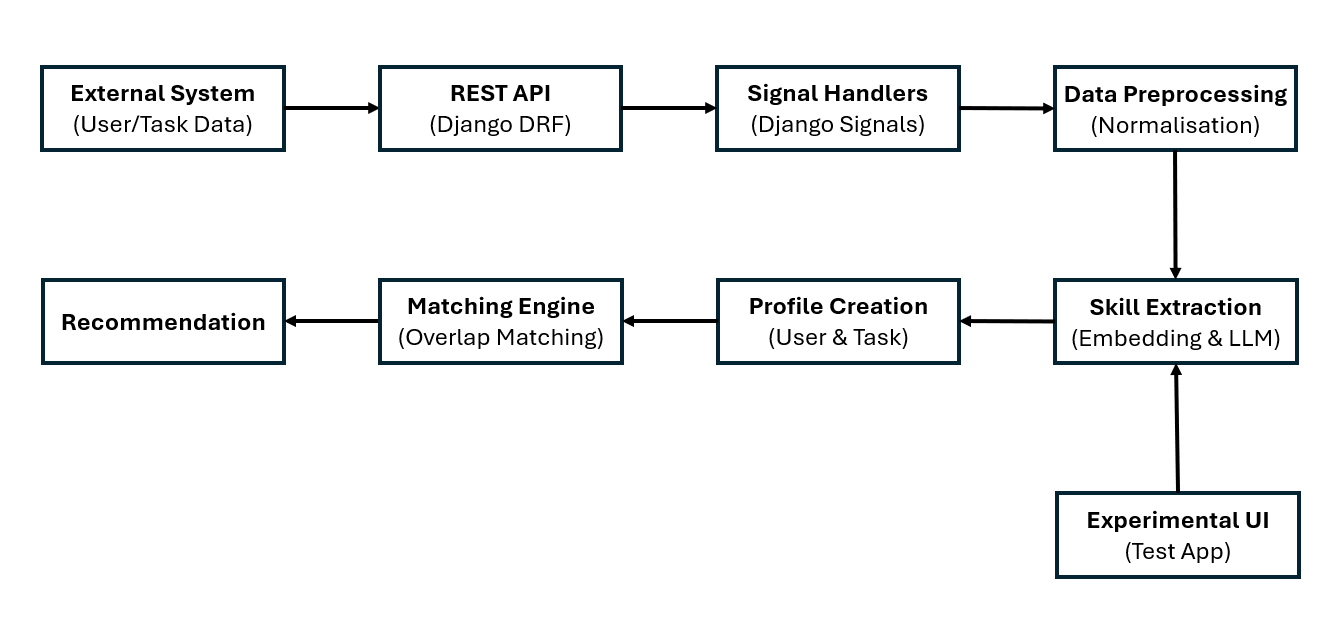 External System
(User/Task Data)
REST API
(Django DRF)
Signal Handlers
(Django Signals)
Data Preprocessing
(Normalisation)
Recommendation
Matching Engine
(Overlap Matching)
Profile Creation
(User & Task)
Skill Extraction
(Embedding & LLM)
Experimental UI
(Test App)